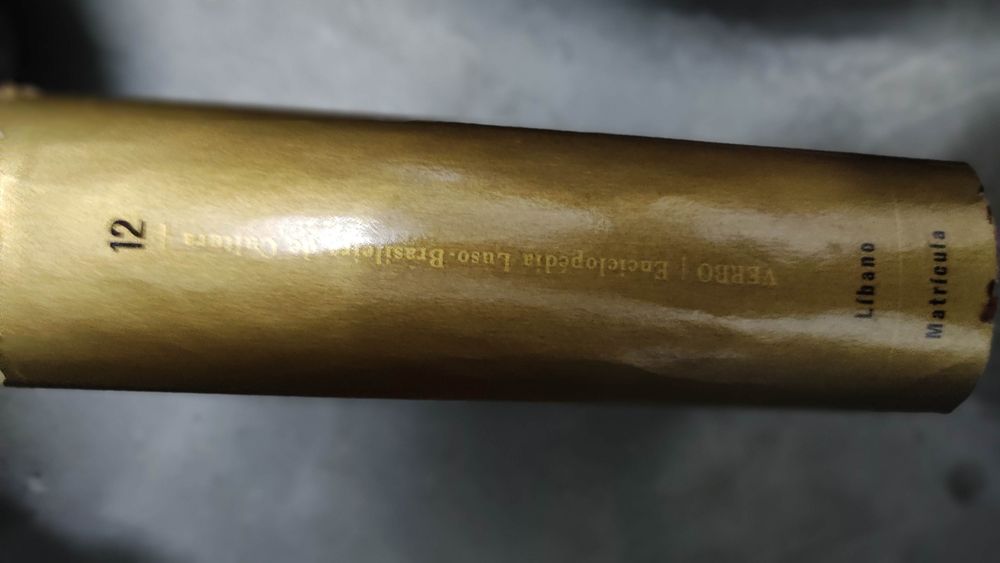 12
VERBO | Enciclopédia Luso-Brasileira de Cultura |
Líbano
Matrícula